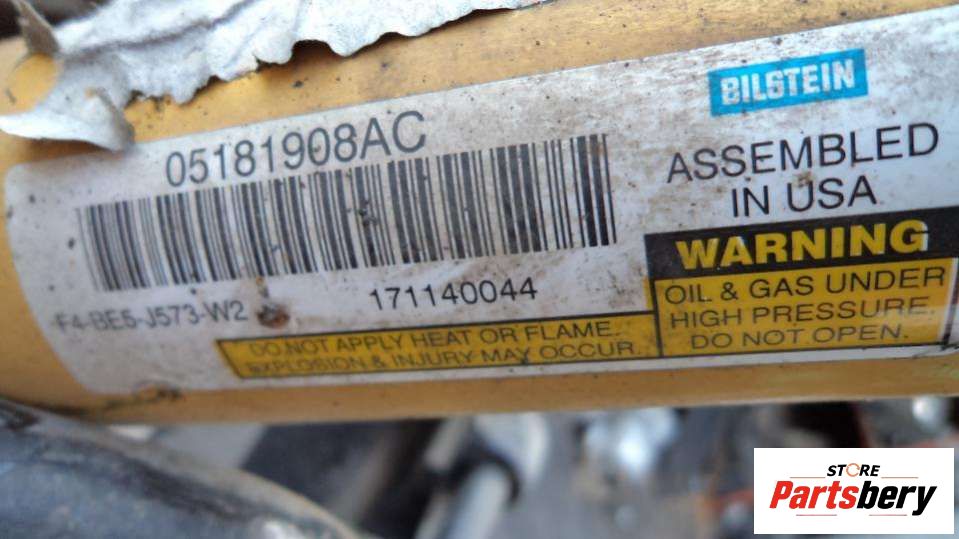 BILSTEIN
05181908AC
ASSEMBLED
IN USA
WARNING
OIL & GAS UNDER
HIGH PRESSURE.
DO NOT OPEN.
171140044
F4-BE5-J573-W2
DO NOT APPLY HEAT OR FLAME.
EXPLOSION & INJURY MAY OCCUR.
STORE
Partsbery